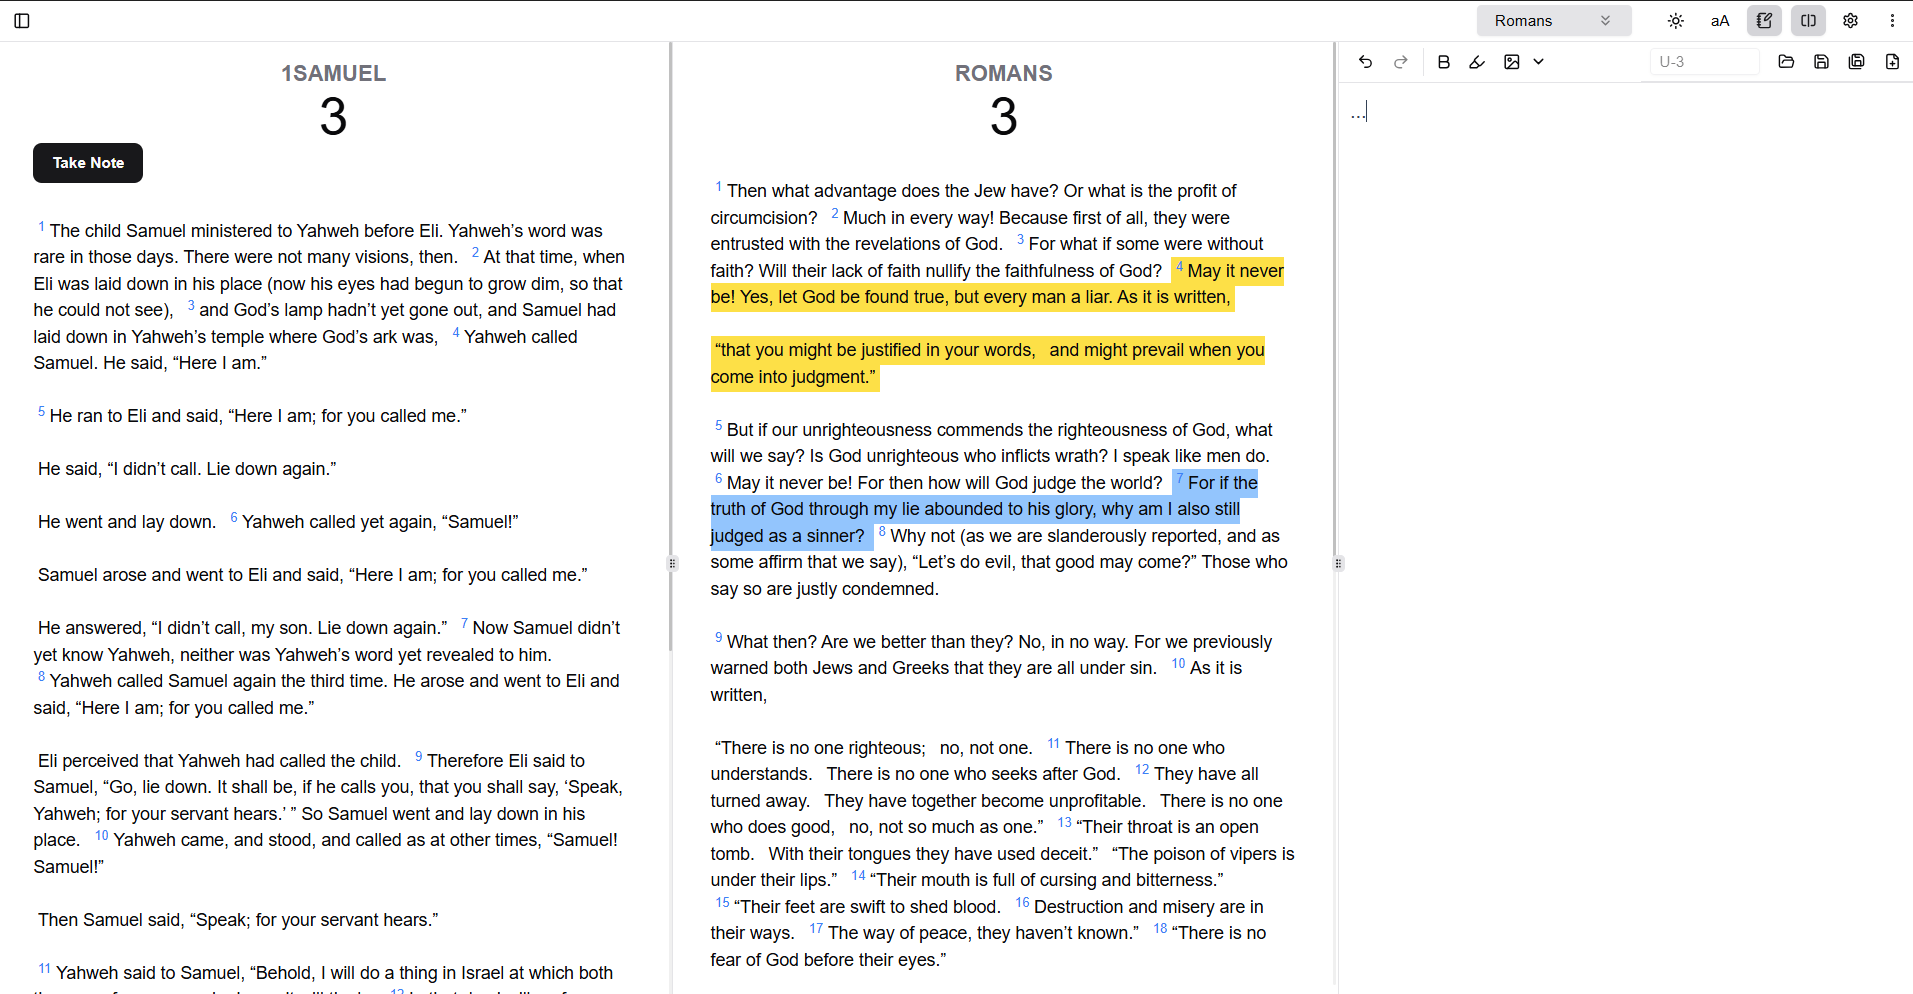 Romans
aA
1SAMUEL
3
Take Note
1 The child Samuel ministered to Yahweh before Eli. Yahweh’s word was
rare in those days. There were not many visions, then. 2 At that time, when
Eli was laid down in his place (now his eyes had begun to grow dim, so that
he could not see), 3 and God’s lamp hadn’t yet gone out, and Samuel had
laid down in Yahweh’s temple where God’s ark was, 4 Yahweh called
Samuel. He said, “Here I am.”
5 He ran to Eli and said, “Here I am; for you called me.”
He said, “I didn’t call. Lie down again.”
He went and lay down. 6 Yahweh called yet again, “Samuel!”
Samuel arose and went to Eli and said, “Here I am; for you called me.”
He answered, “I didn’t call, my son. Lie down again.” 7 Now Samuel didn’t
yet know Yahweh, neither was Yahweh’s word yet revealed to him.
8 Yahweh called Samuel again the third time. He arose and went to Eli and
said, “Here I am; for you called me.”
Eli perceived that Yahweh had called the child. 9 Therefore Eli said to
Samuel, “Go, lie down. It shall be, if he calls you, that you shall say, ‘Speak,
Yahweh; for your servant hears.’ ” So Samuel went and lay down in his
place. 10 Yahweh came, and stood, and called as at other times, “Samuel!
Samuel!”
Then Samuel said, “Speak; for your servant hears.”
11 Yahweh said to Samuel, “Behold, I will do a thing in Israel at which both
ROMANS
3
1 Then what advantage does the Jew have? Or what is the profit of
circumcision? 2 Much in every way! Because first of all, they were
entrusted with the revelations of God. 3 For what if some were without
faith? Will their lack of faith nullify the faithfulness of God? 4 May it never
be! Yes, let God be found true, but every man a liar. As it is written,
“that you might be justified in your words, and might prevail when you
come into judgment.”
5 But if our unrighteousness commends the righteousness of God, what
will we say? Is God unrighteous who inflicts wrath? I speak like men do.
6 May it never be! For then how will God judge the world? 7 For if the
truth of God through my lie abounded to his glory, why am I also still
judged as a sinner? 8 Why not (as we are slanderously reported, and as
some affirm that we say), “Let’s do evil, that good may come?” Those who
say so are justly condemned.
9 What then? Are we better than they? No, in no way. For we previously
warned both Jews and Greeks that they are all under sin. 10 As it is
written,
“There is no one righteous; no, not one. 11 There is no one who
understands. There is no one who seeks after God. 12 They have all
turned away. They have together become unprofitable. There is no one
who does good, no, not so much as one.” 13 “Their throat is an open
tomb. With their tongues they have used deceit.” “The poison of vipers is
under their lips.” 14 “Their mouth is full of cursing and bitterness.”
15 “Their feet are swift to shed blood. 16 Destruction and misery are in
their ways. 17 The way of peace, they haven’t known.” 18 “There is no
fear of God before their eyes.”
B
U-3
...